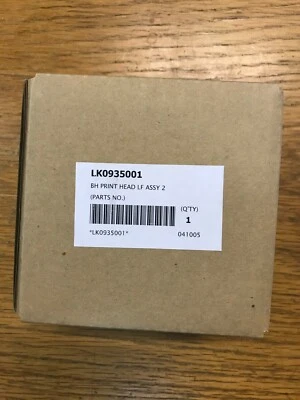 LK0935001
BH PRINT HEAD LF ASSY 2
(PARTS NO.)
(Q'TY)
1
*LK0935001*
041005